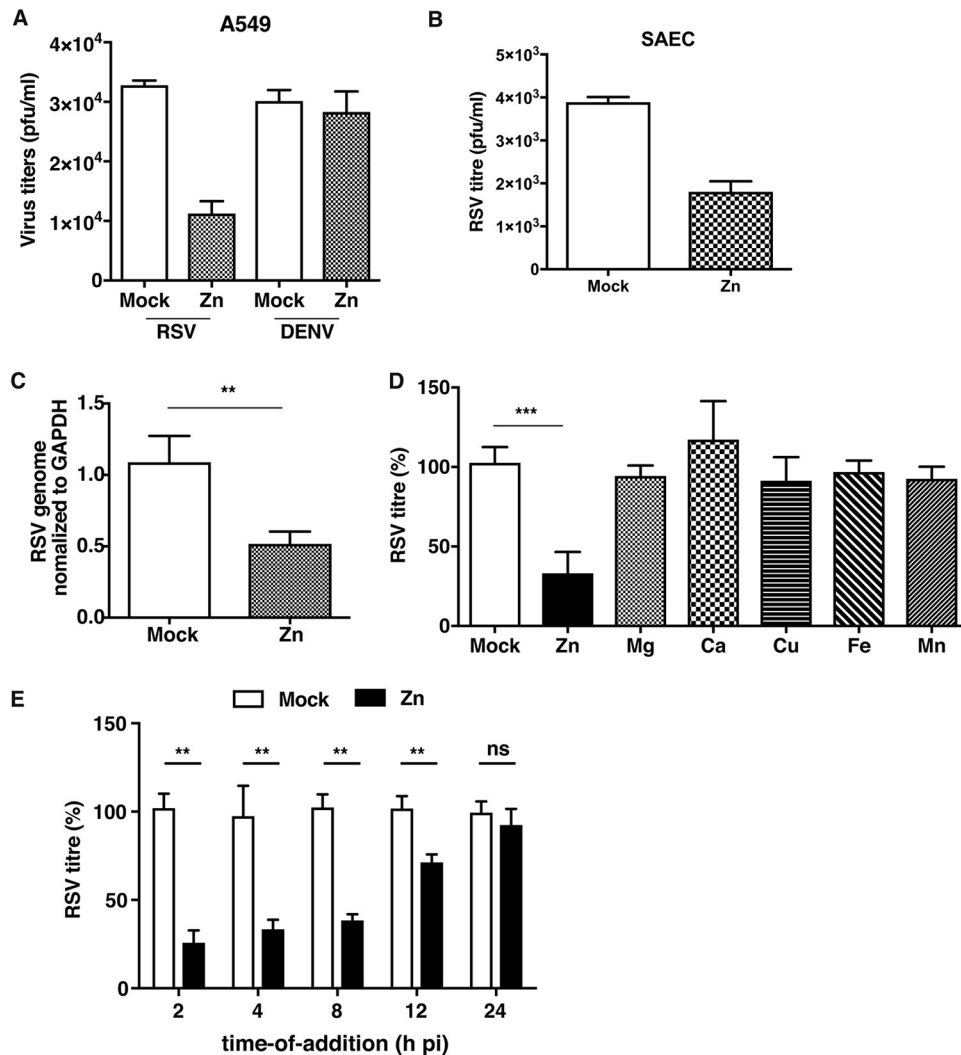 A
A549
Virus titers (pfu/ml)
4×10⁴
3×10⁴
2×10⁴
1×10⁴
0
Mock Zn Mock Zn
RSV DENV
B
SAEC
RSV titre (pfu/ml)
5×10³
4×10³
3×10³
2×10³
1×10³
0
Mock Zn
C
RSV genome
nomalized to GAPDH
1.5
1.0
0.5
0.0
**
Mock Zn
D
RSV titre (%)
150
100
50
0
***
Mock Zn Mg Ca Cu Fe Mn
E
Mock Zn
RSV titre (%)
150
100
50
0
** ** ** ** ns
2 4 8 12 24
time-of-addition (h pi)